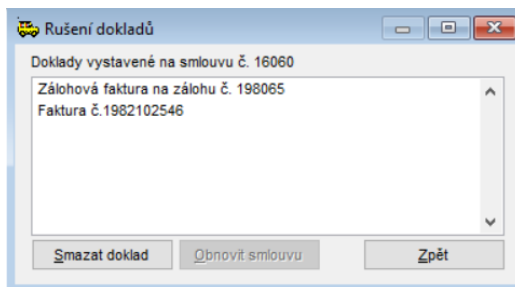 Rušení dokladů
Doklady vystavené na smlouvu č. 16060
Zálohová faktura na zálohu č. 198065
Faktura č.1982102546
Smazat doklad
Obnovit smlouvu
Zpět